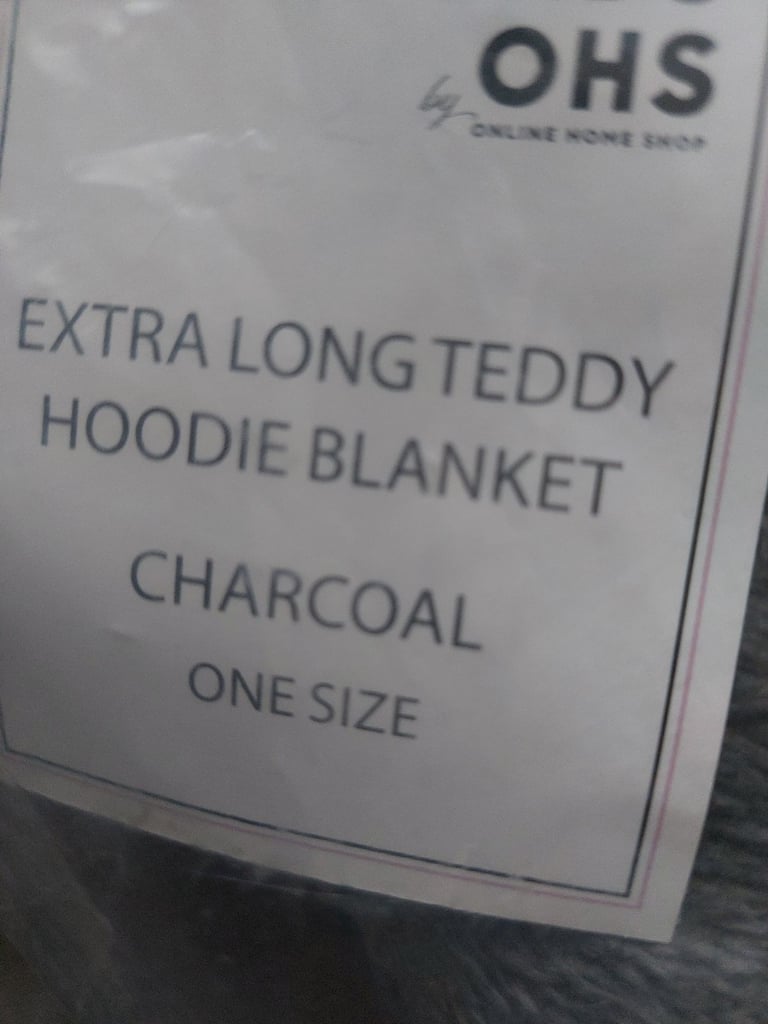 by OHS
ONLINE HOME SHOP
EXTRA LONG TEDDY
HOODIE BLANKET
CHARCOAL
ONE SIZE